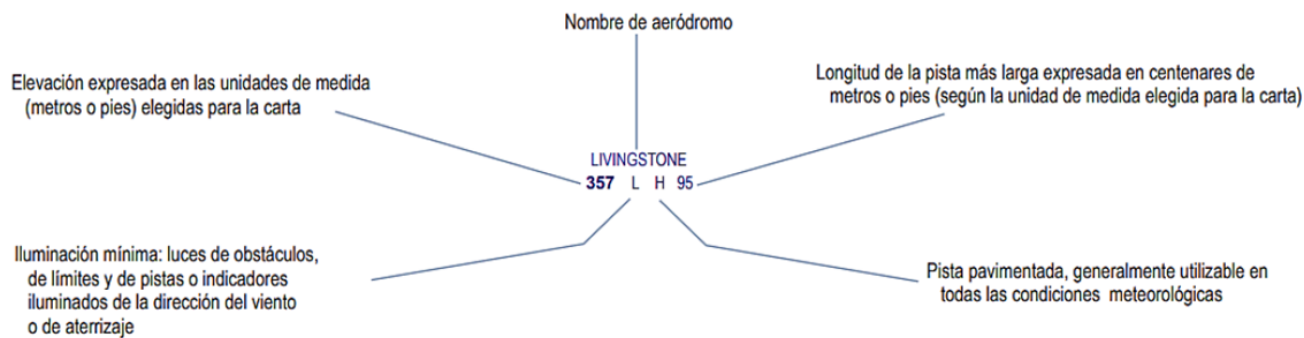 Nombre de aeródromo
Elevación expresada en las unidades de medida
(metros o pies) elegidas para la carta
Longitud de la pista más larga expresada en centenares de
metros o pies (según la unidad de medida elegida para la carta)
LIVINGSTONE
357 L H 95
Iluminación mínima: luces de obstáculos,
de límites y de pistas o indicadores
iluminados de la dirección del viento
o de aterrizaje
Pista pavimentada, generalmente utilizable en
todas las condiciones meteorológicas